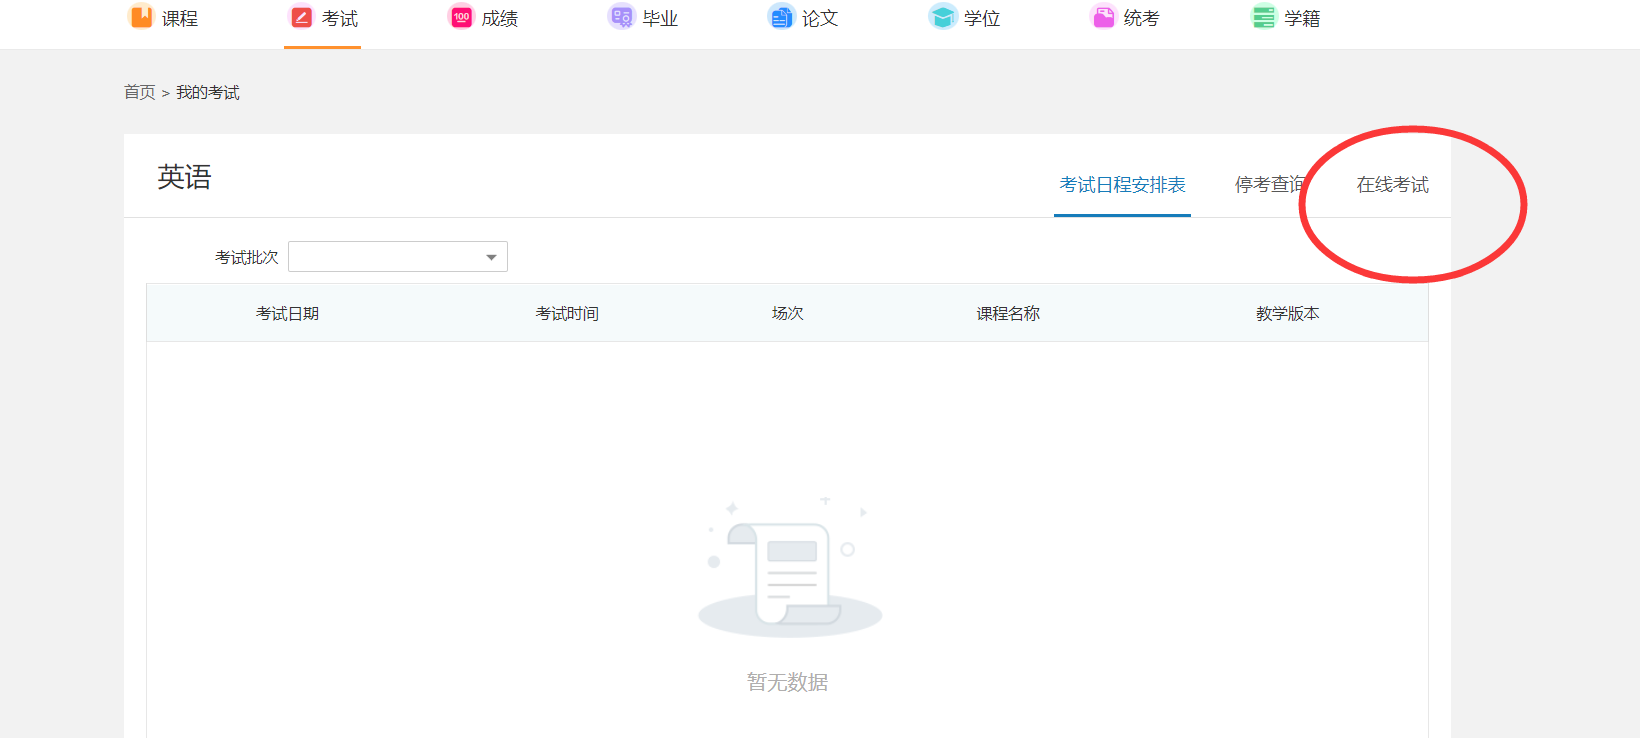 课程 考试 100 成绩 毕业 论文 学位 统考 学籍
首页 > 我的考试
英语 考试日程安排表 停考查询 在线考试
考试批次
考试日期 考试时间 场次 课程名称 教学版本
暂无数据